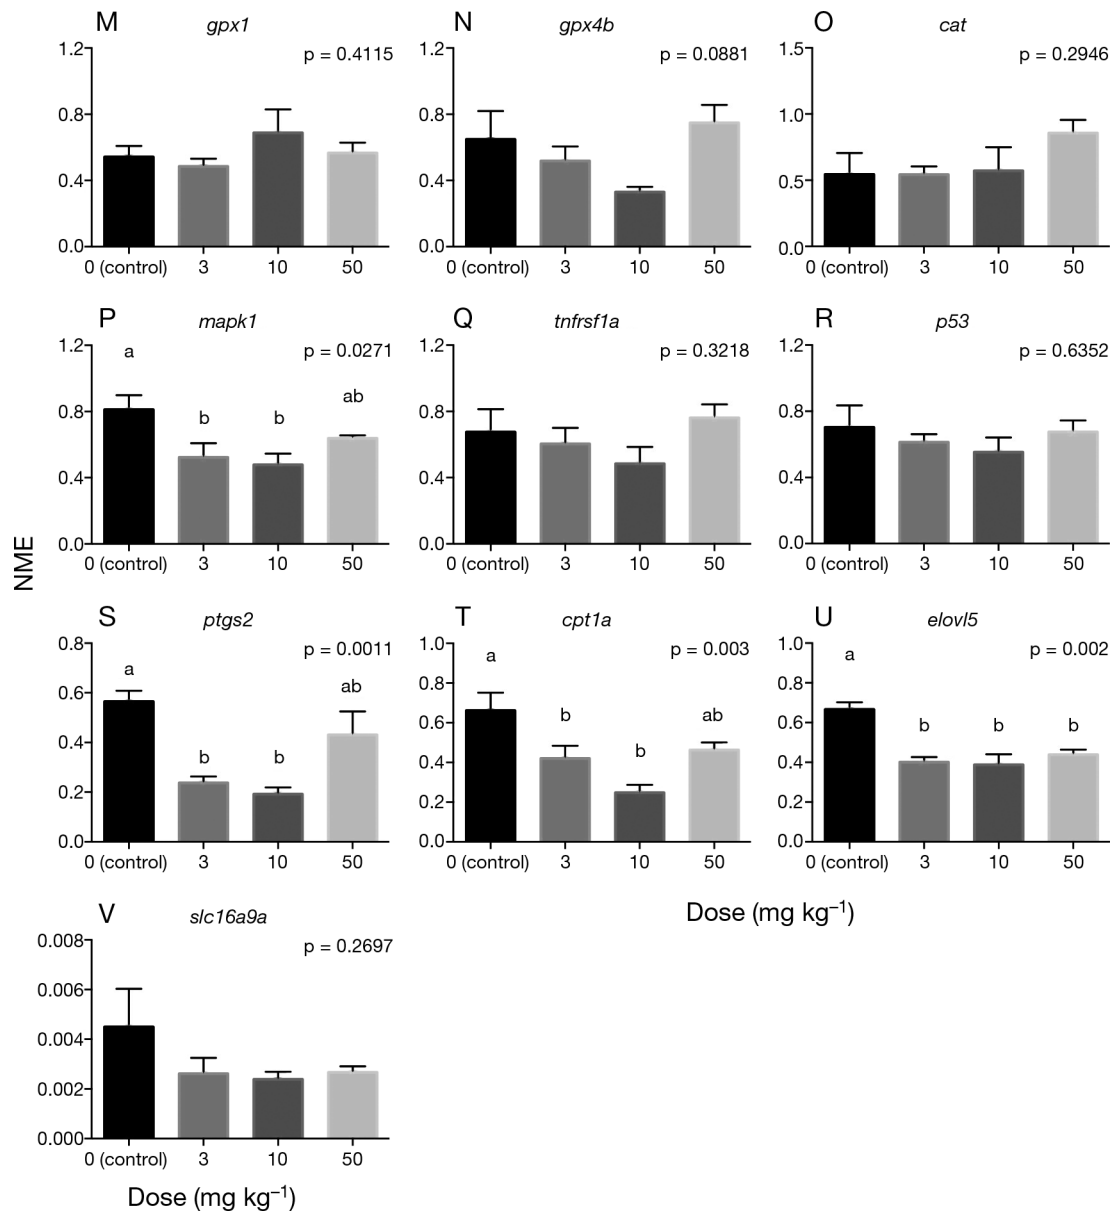 M
gpx1
p = 0.4115
1.2
0.8
0.4
0.0
0 (control) 3 10 50
N
gpx4b
p = 0.0881
1.2
0.8
0.4
0.0
0 (control) 3 10 50
O
cat
p = 0.2946
1.5
1.0
0.5
0.0
0 (control) 3 10 50
P
mapk1
p = 0.0271
1.2
0.8
0.4
0.0
a b b ab
0 (control) 3 10 50
Q
tnfrsf1a
p = 0.3218
1.2
0.8
0.4
0.0
0 (control) 3 10 50
R
p53
p = 0.6352
1.2
0.8
0.4
0.0
0 (control) 3 10 50
NME
S
ptgs2
p = 0.0011
0.8
0.6
0.4
0.2
0.0
a b b ab
0 (control) 3 10 50
T
cpt1a
p = 0.003
1.0
0.8
0.6
0.4
0.2
0.0
a b b ab
0 (control) 3 10 50
U
elovl5
p = 0.002
1.0
0.8
0.6
0.4
0.2
0.0
a b b b
0 (control) 3 10 50
Dose (mg kg⁻¹)
V
slc16a9a
p = 0.2697
0.008
0.006
0.004
0.002
0.000
0 (control) 3 10 50
Dose (mg kg⁻¹)